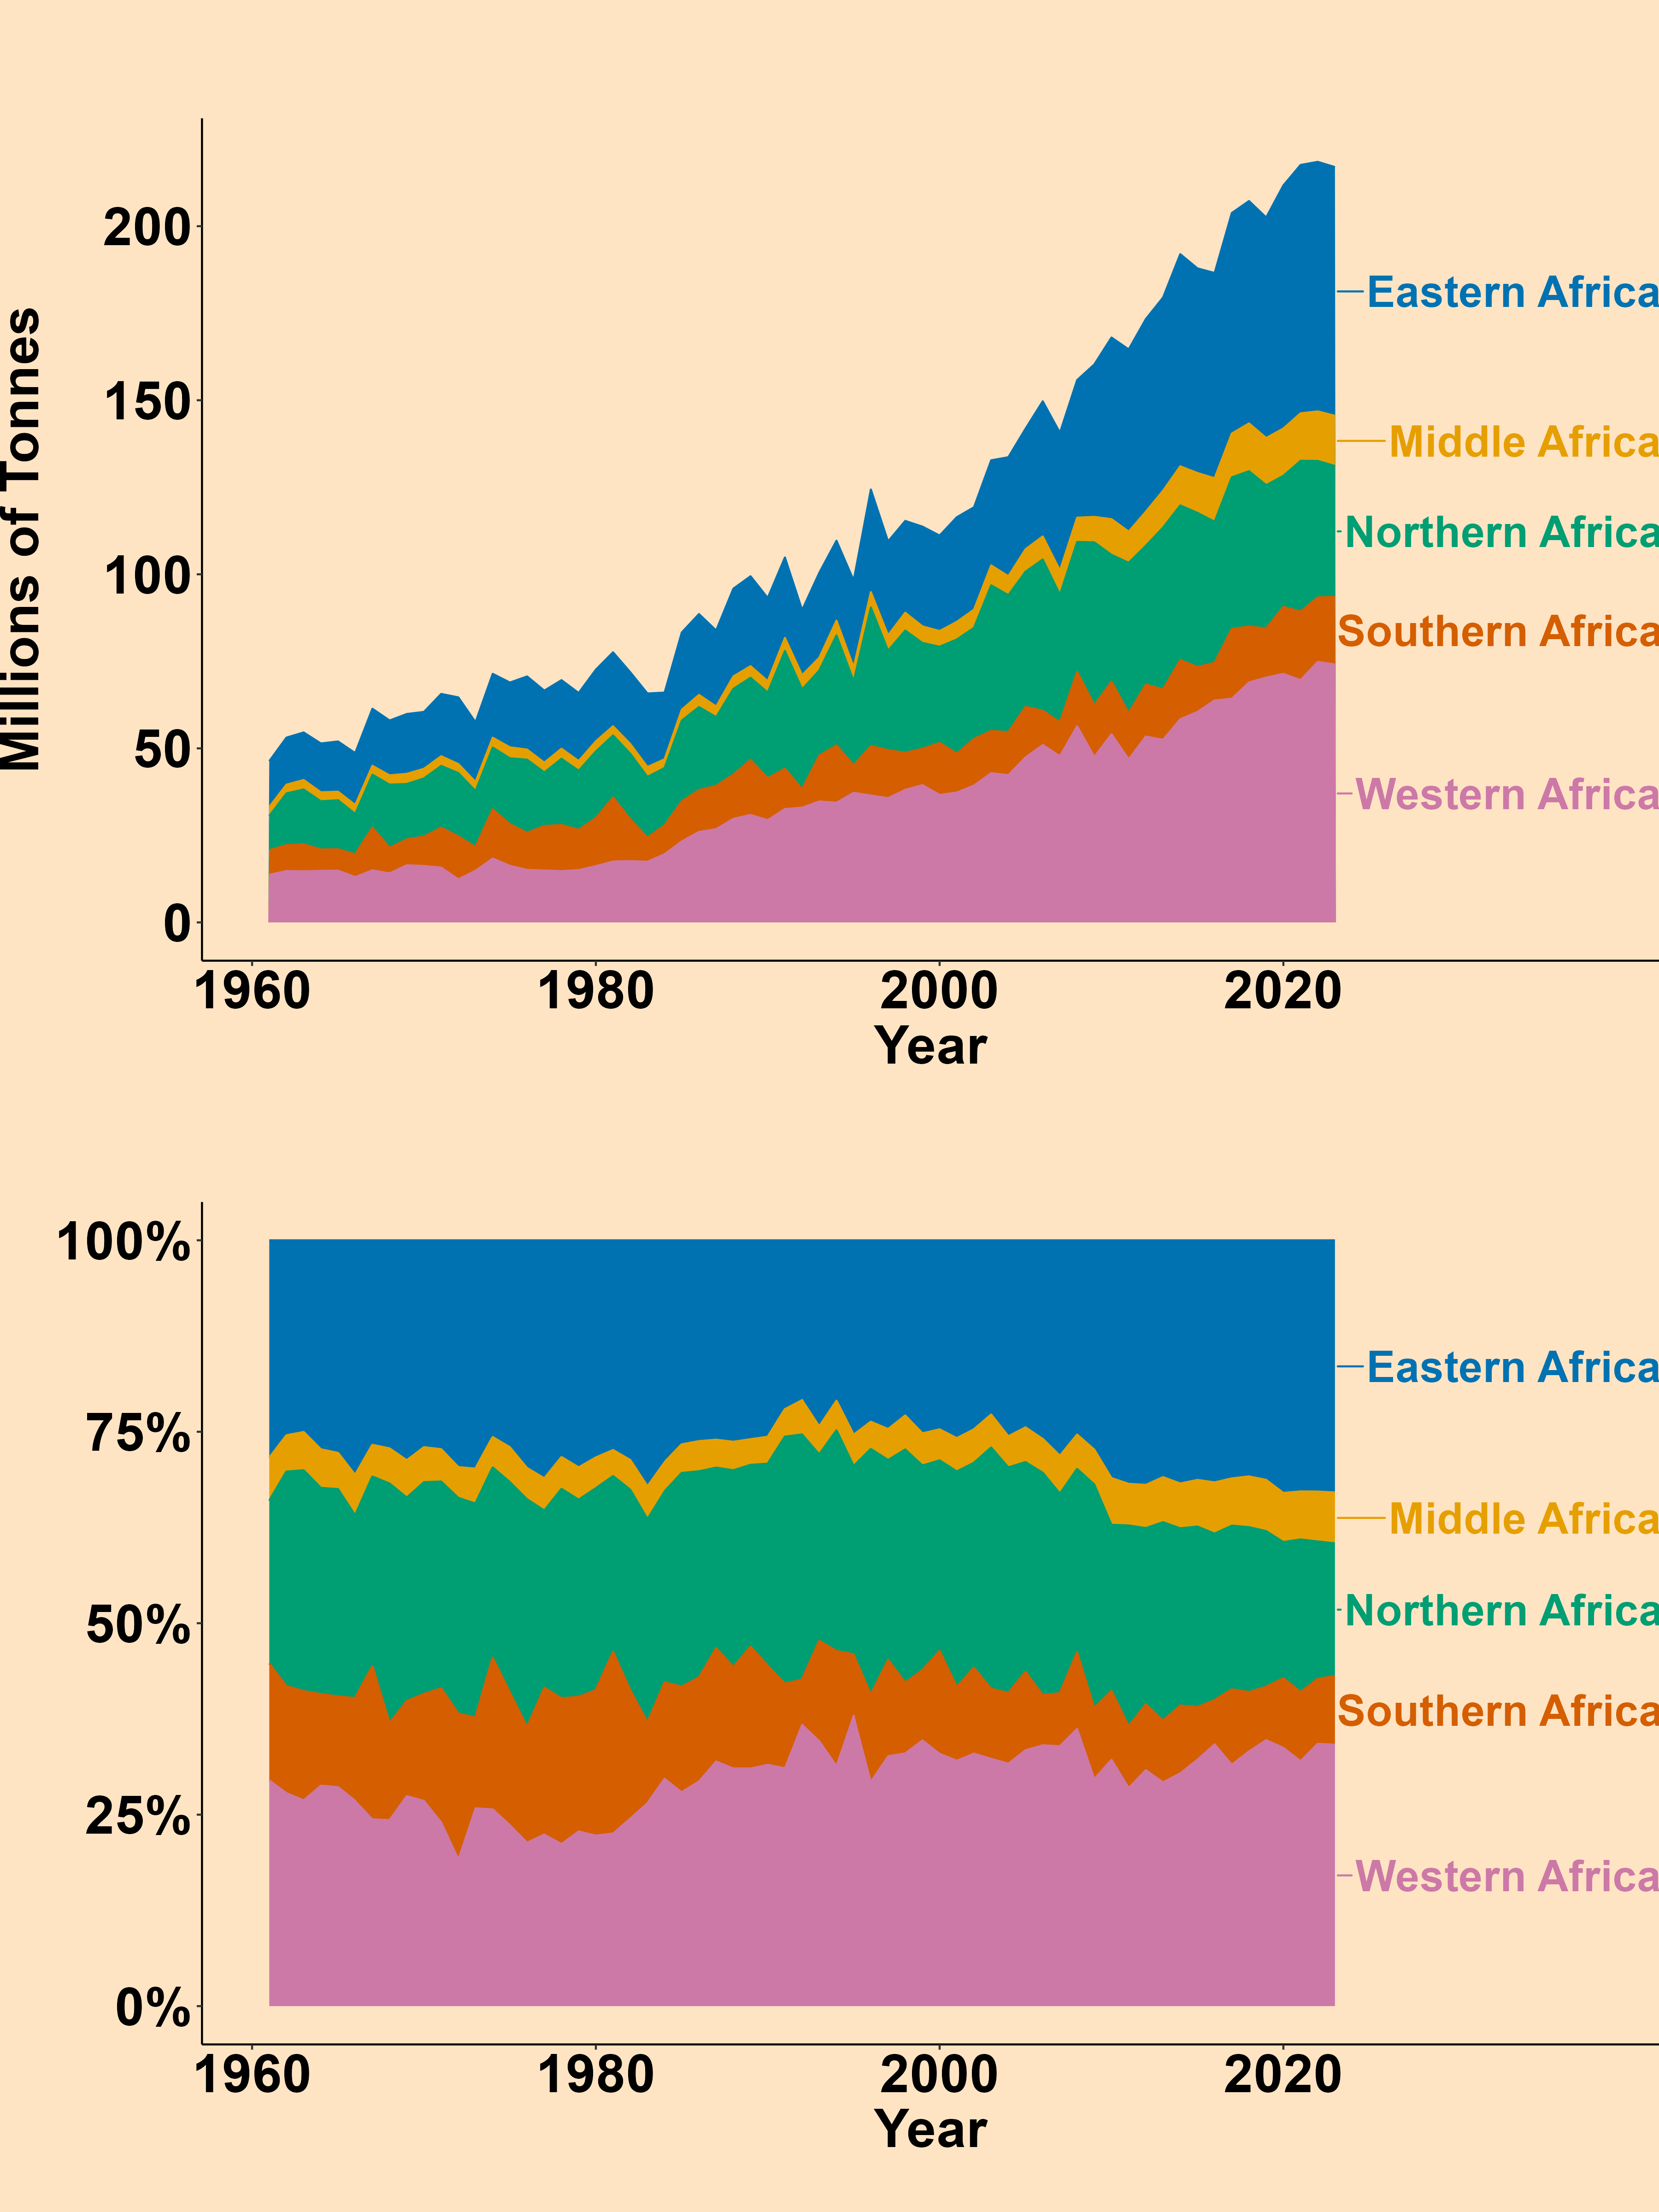 Millions of Tonnes
200
150
100
50
0
Eastern Africa
Middle Africa
Northern Africa
Southern Africa
Western Africa
1960 1980 2000 2020
Year
100%
75%
50%
25%
0%
Eastern Africa
Middle Africa
Northern Africa
Southern Africa
Western Africa
1960 1980 2000 2020
Year